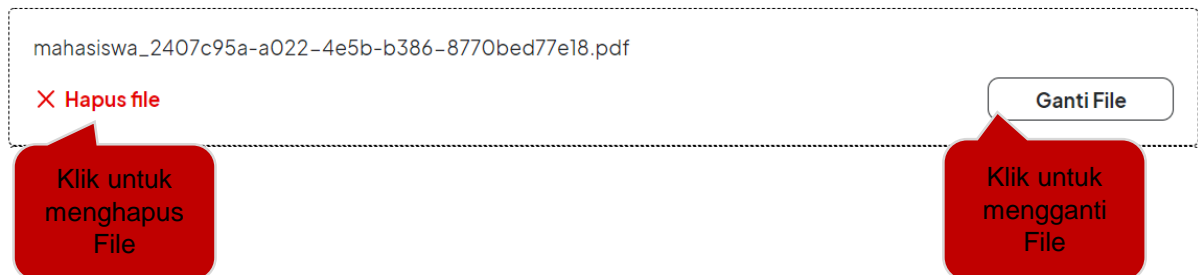 mahasiswa_2407c95a-a022-4e5b-b386-8770bed77e18.pdf
Hapus file
Ganti File
Klik untuk
menghapus
File
Klik untuk
mengganti
File